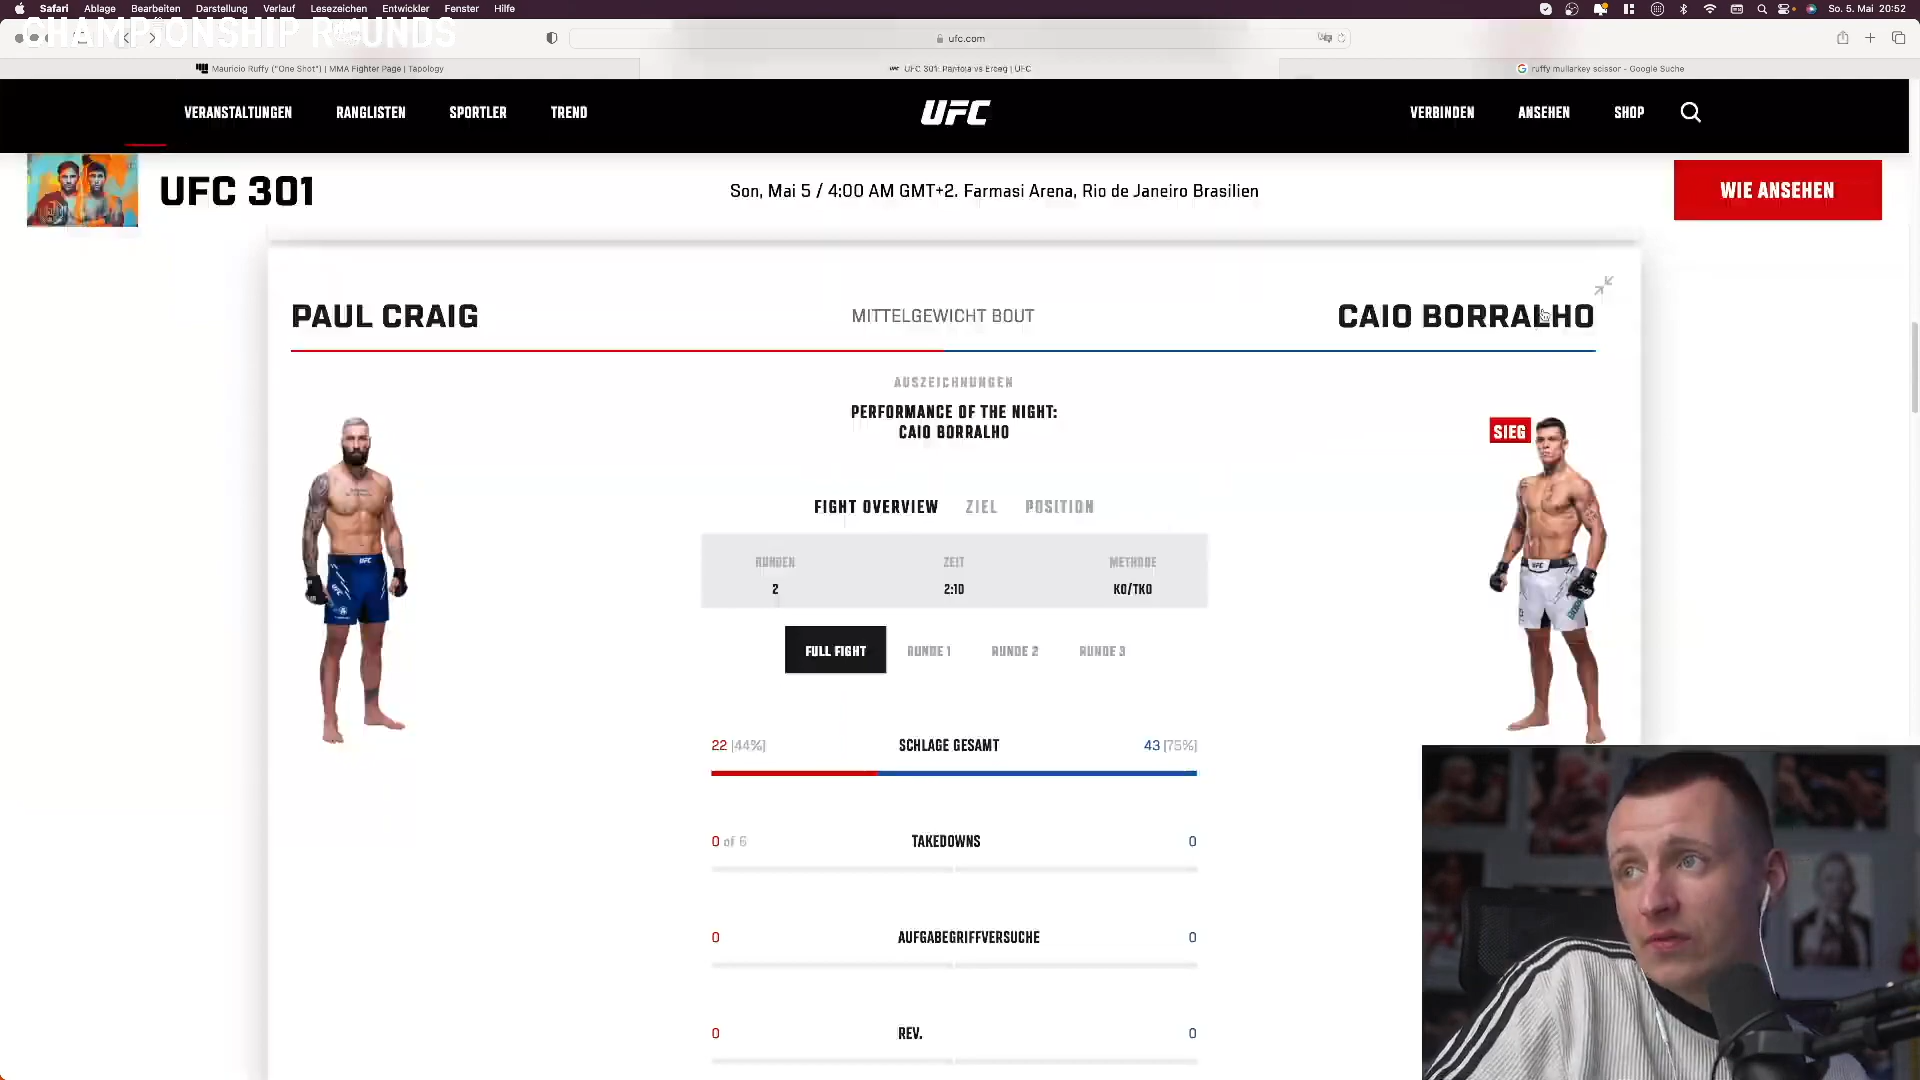 Safari Ablage Bearbeiten Darstellung Verlauf Lesezeichen Entwickler Fenster Hilfe
So. 5. Mai 20:52
CHAMPIONSHIP ROUNDS
ufc.com
Mauricio Ruffy ("One Shot") | MMA Fighter Page | Tapology
UFC 301: Pantoja vs Erceg | UFC
ruffy mullarkey scissor - Google Suche
VERANSTALTUNGEN RANGLISTEN SPORTLER TREND
UFC
VERBINDEN ANSEHEN SHOP
UFC 301
Son, Mai 5 / 4:00 AM GMT+2. Farmasi Arena, Rio de Janeiro Brasilien
WIE ANSEHEN
PAUL CRAIG
MITTELGEWICHT BOUT
CAIO BORRALHO
AUSZEICHNUNGEN
PERFORMANCE OF THE NIGHT:
CAIO BORRALHO
SIEG
FIGHT OVERVIEW ZIEL POSITION
RUNDEN ZEIT METHODE
2 2:10 KO/TKO
FULL FIGHT RUNDE 1 RUNDE 2 RUNDE 3
22 [44%] SCHLAGE GESAMT 43 [75%]
0 of 6 TAKEDOWNS 0
0 AUFGABEGRIFFVERSUCHE 0
0 REV. 0